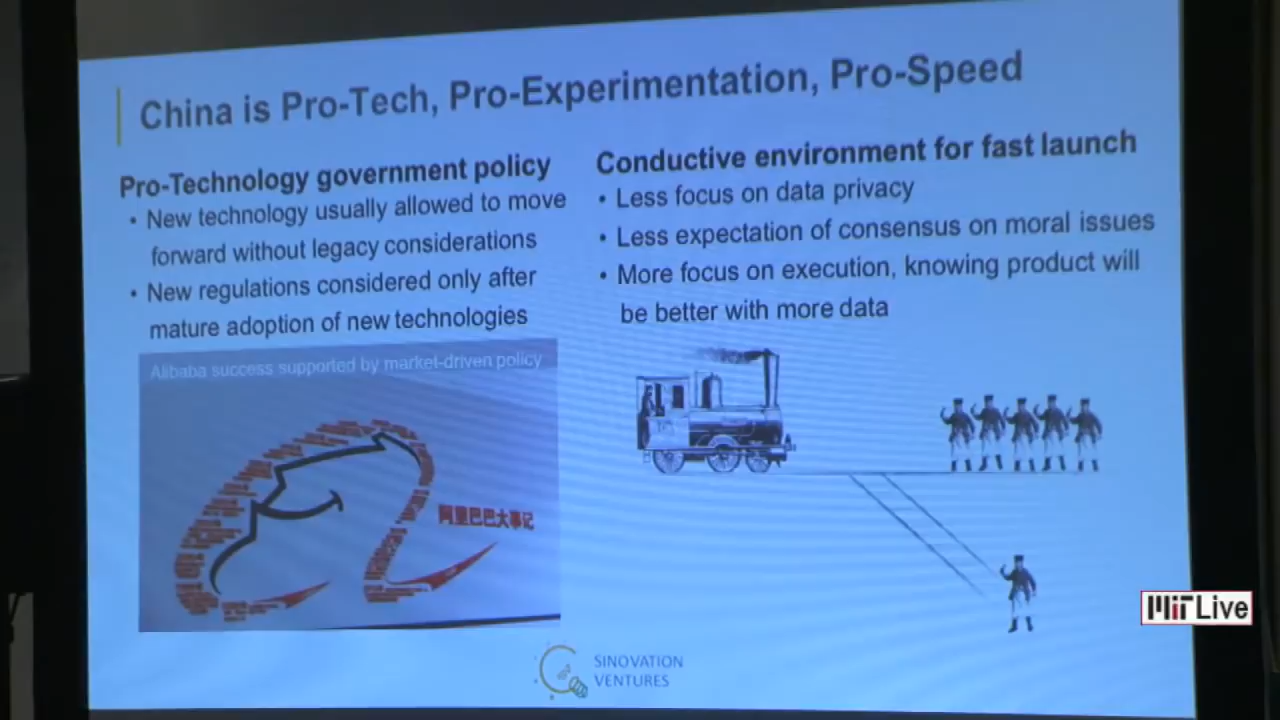 China is Pro-Tech, Pro-Experimentation, Pro-Speed
Pro-Technology government policy
• New technology usually allowed to move
forward without legacy considerations
• New regulations considered only after
mature adoption of new technologies
Alibaba success supported by market-driven policy
阿里巴巴大事记
Conductive environment for fast launch
• Less focus on data privacy
• Less expectation of consensus on moral issues
• More focus on execution, knowing product will
be better with more data
SINOVATION
VENTURES
MIT Live